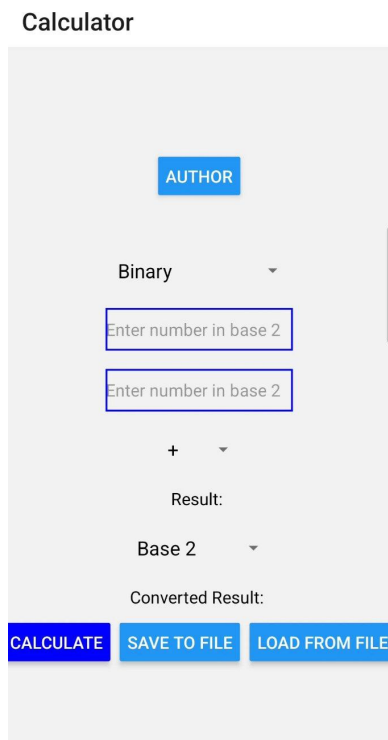 Calculator
AUTHOR
Binary
Enter number in base 2
Enter number in base 2
+
Result:
Base 2
Converted Result:
CALCULATE SAVE TO FILE LOAD FROM FILE